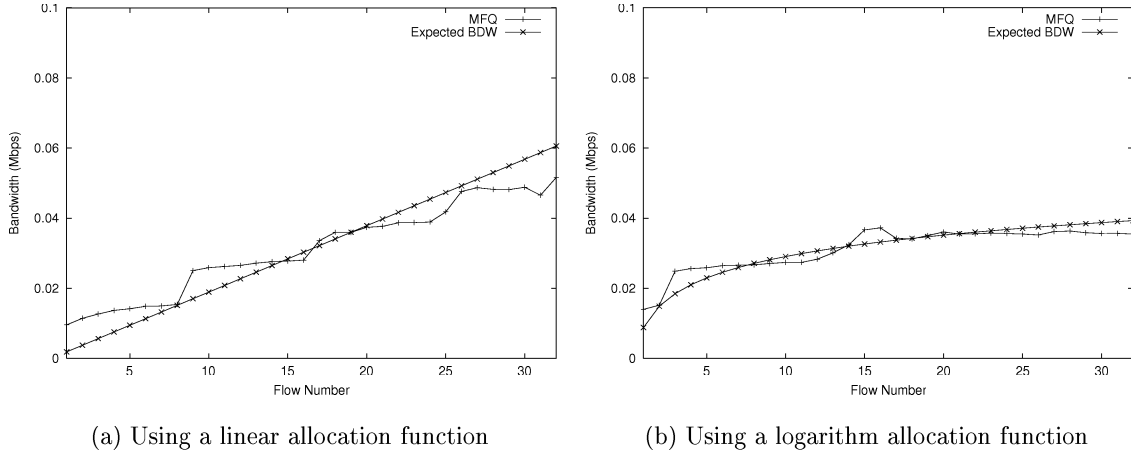 0.1
0.08
0.06
0.04
0.02
0
5 10 15 20 25 30
Bandwidth (Mbps)
Flow Number
MFQ
Expected BDW
(a) Using a linear allocation function
0.1
0.08
0.06
0.04
0.02
0
5 10 15 20 25 30
Bandwidth (Mbps)
Flow Number
MFQ
Expected BDW
(b) Using a logarithm allocation function